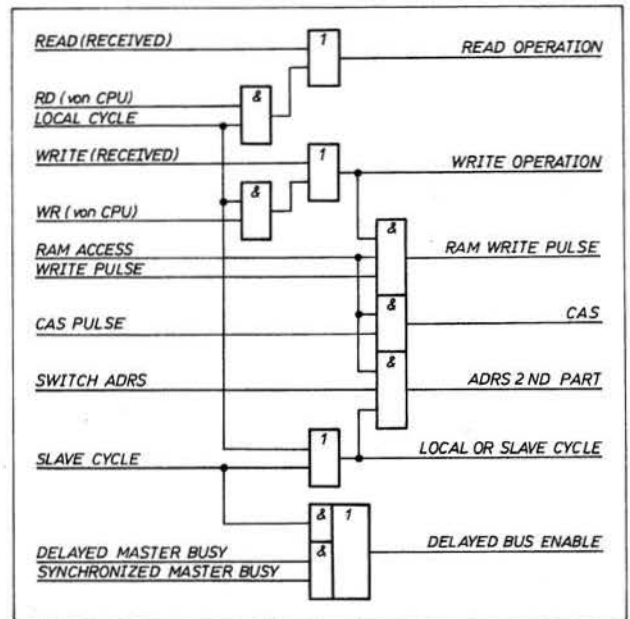 READ (RECEIVED)
1
READ OPERATION
RD (von CPU)
&
LOCAL CYCLE
WRITE (RECEIVED)
1
WRITE OPERATION
&
WR (von CPU)
RAM ACCESS
&
RAM WRITE PULSE
WRITE PULSE
&
CAS PULSE
CAS
&
SWITCH ADRS
ADRS 2 ND PART
1
LOCAL OR SLAVE CYCLE
SLAVE CYCLE
& 1
DELAYED BUS ENABLE
&
DELAYED MASTER BUSY
SYNCHRONIZED MASTER BUSY